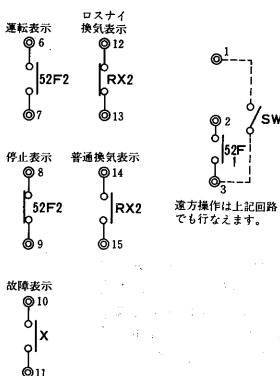 運転表示
6
52F2
7
ロスナイ
換気表示
12
RX2
13
1
2
52F
1
3
SW
遠方操作は上記回路
でも行なえます。
停止表示
8
52F2
9
普通換気表示
14
RX2
15
故障表示
10
X
11